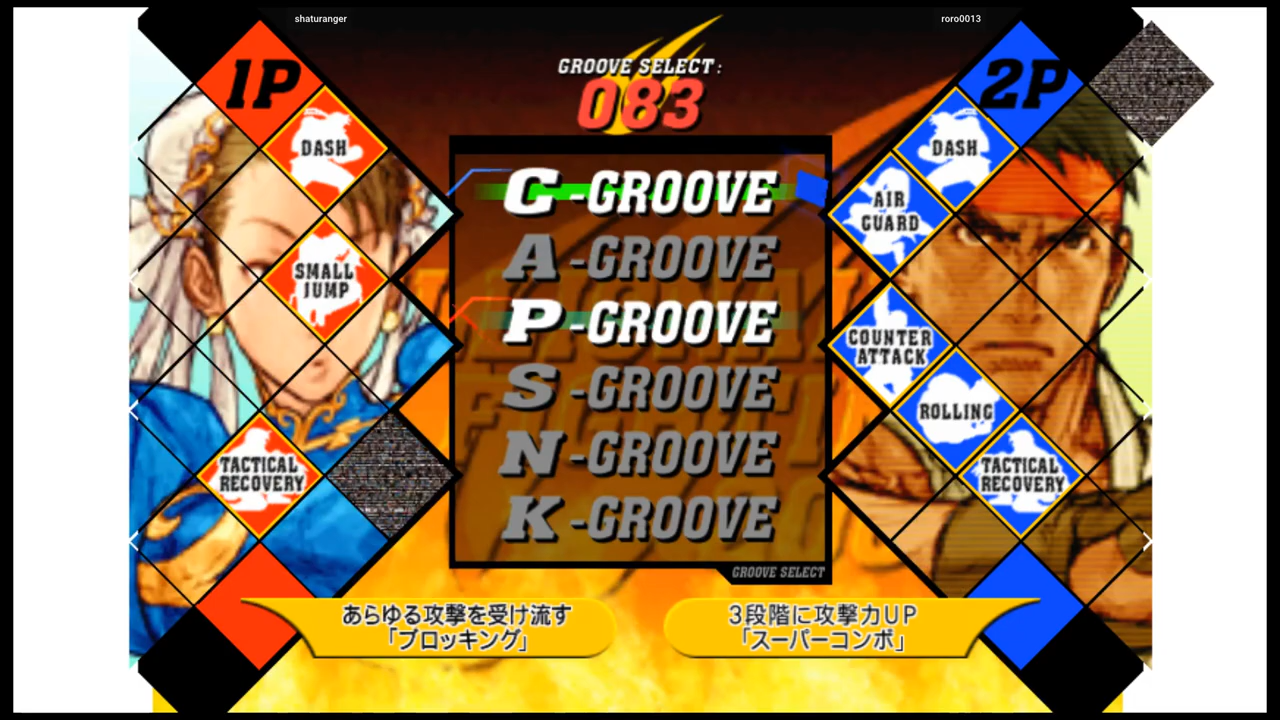 shaturanger
roro0013
GROOVE SELECT:
083
1P
2P
DASH
SMALL
JUMP
TACTICAL
RECOVERY
C-GROOVE
A-GROOVE
P-GROOVE
S-GROOVE
N-GROOVE
K-GROOVE
GROOVE SELECT
DASH
AIR
GUARD
COUNTER
ATTACK
ROLLING
TACTICAL
RECOVERY
あらゆる攻撃を受け流す
「ブロッキング」
3段階に攻撃力UP
「スーパーコンボ」